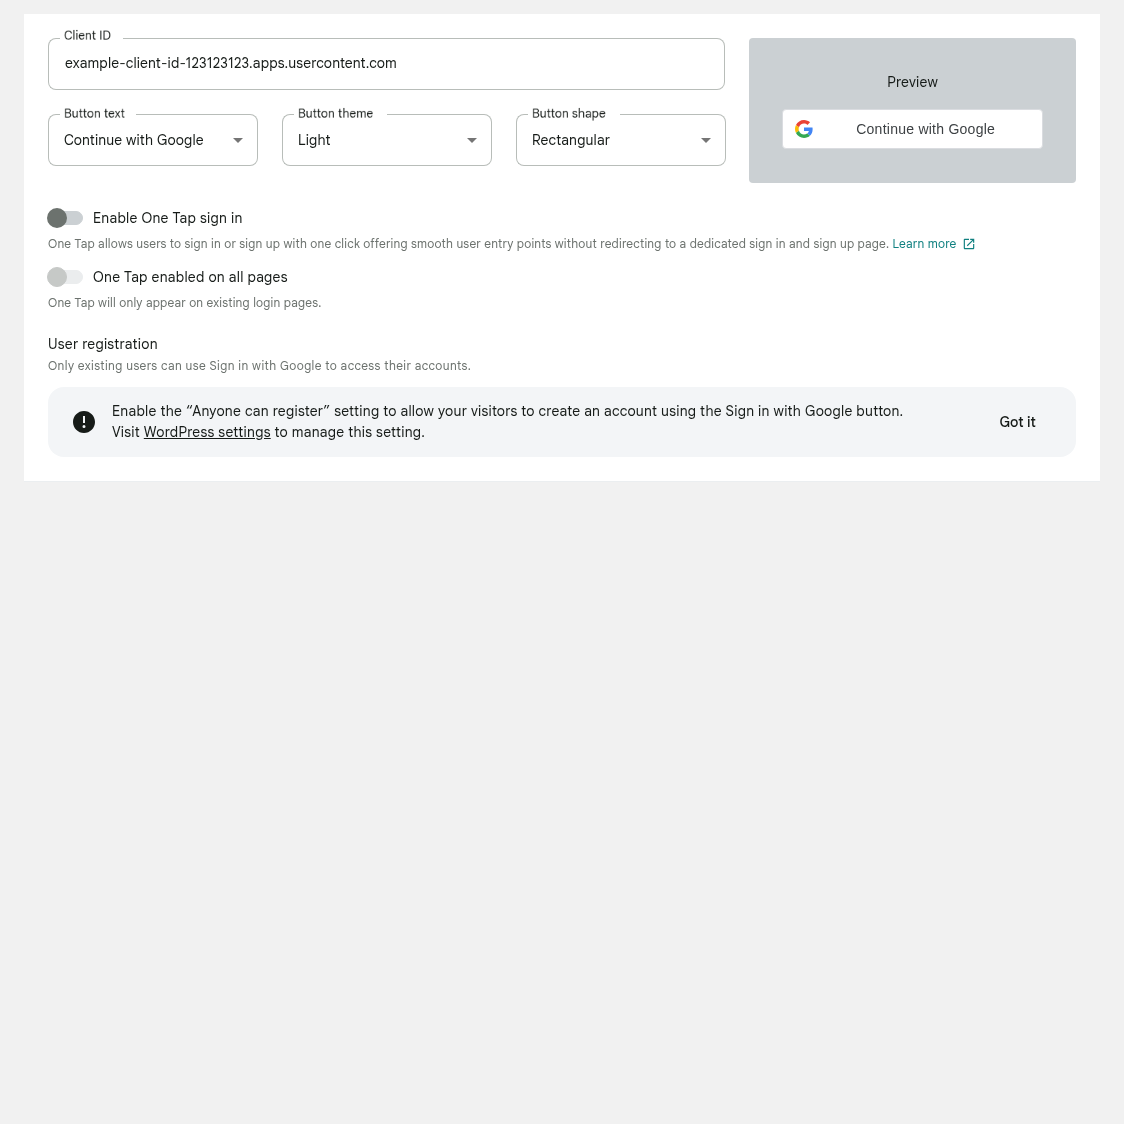 Client ID
example-client-id-123123123.apps.usercontent.com
Button text
Continue with Google
Button theme
Light
Button shape
Rectangular
Preview
Continue with Google
Enable One Tap sign in
One Tap allows users to sign in or sign up with one click offering smooth user entry points without redirecting to a dedicated sign in and sign up page. Learn more
One Tap enabled on all pages
One Tap will only appear on existing login pages.
User registration
Only existing users can use Sign in with Google to access their accounts.
Enable the “Anyone can register” setting to allow your visitors to create an account using the Sign in with Google button.
Visit WordPress settings to manage this setting.
Got it